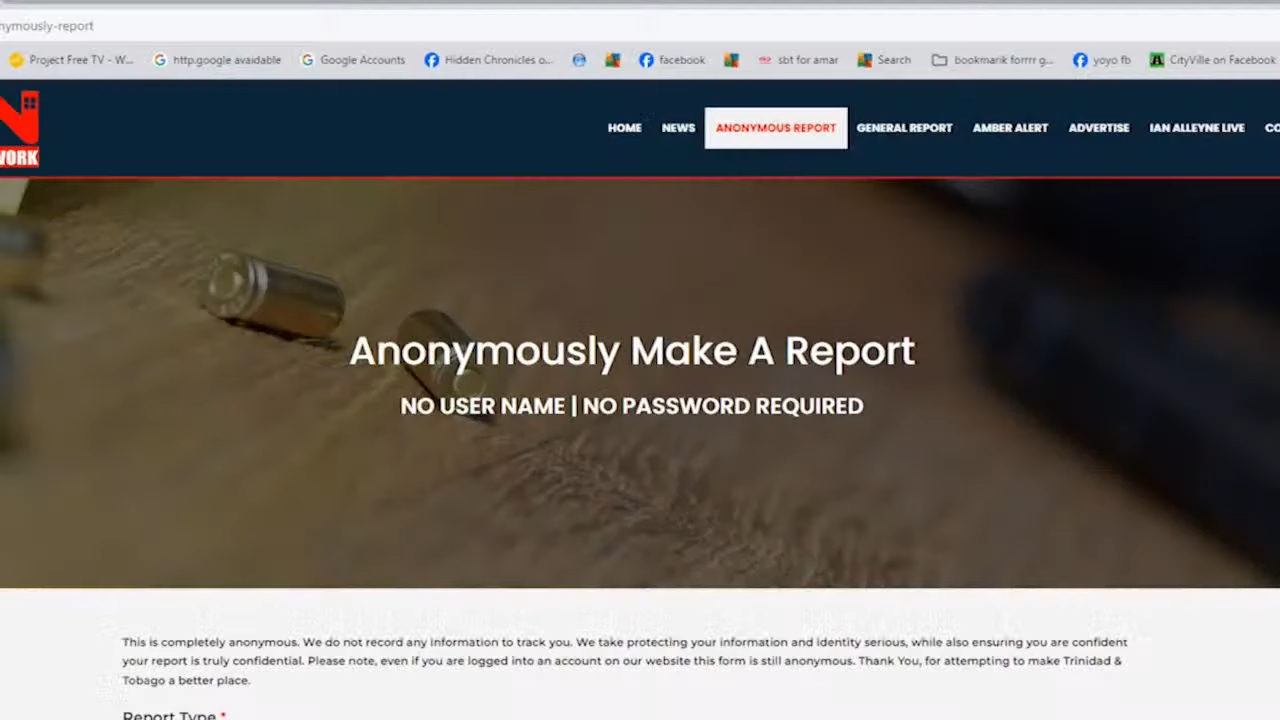 nymously-report
Project Free TV - W... http.google avaidable Google Accounts Hidden Chronicles o... facebook sbt for amar Search bookmarik forrrr g... yoyo fb CityVille on Facebook
HOME NEWS ANONYMOUS REPORT GENERAL REPORT AMBER ALERT ADVERTISE IAN ALLEYNE LIVE CO
N
WORK
Anonymously Make A Report
NO USER NAME | NO PASSWORD REQUIRED
This is completely anonymous. We do not record any information to track you. We take protecting your information and identity serious, while also ensuring you are confident
your report is truly confidential. Please note, even if you are logged into an account on our website this form is still anonymous. Thank You, for attempting to make Trinidad &
Tobago a better place.
Report Type *